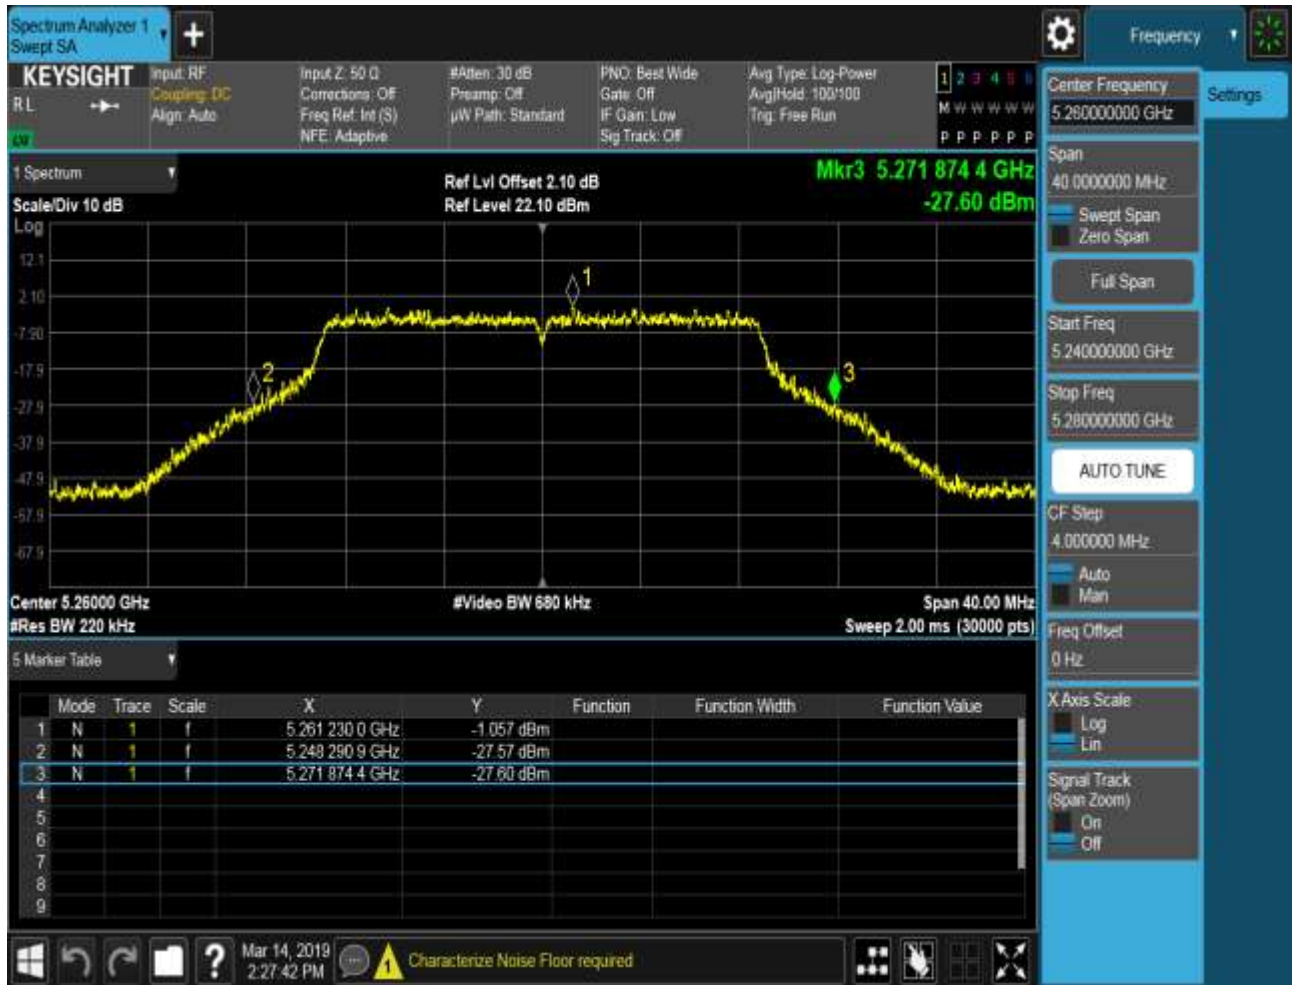 Spectrum Analyzer 1
Swept SA
Frequency
KEYSIGHT
R L
Input: RF
Coupling: DC
Align: Auto
Input Z: 50 Ω
Corrections: Off
Freq Ref: Int (S)
NFE: Adaptive
#Atten: 30 dB
Preamp: Off
µW Path: Standard
PNO: Best Wide
Gate: Off
IF Gain: Low
Sig Track: Off
Avg Type: Log-Power
Avg|Hold: 100/100
Trig: Free Run
1 2 3 4 5 6
M W W W W W
P P P P P P
1 Spectrum
Scale/Div 10 dB
Ref Lvl Offset 2.10 dB
Ref Level 22.10 dBm
Mkr3 5.271 874 4 GHz
-27.60 dBm
Log
12.1
2.10
-7.90
-17.9
-27.9
-37.9
-47.9
-57.9
-67.9
1
2
3
Center 5.26000 GHz
#Video BW 680 kHz
Span 40.00 MHz
#Res BW 220 kHz
Sweep 2.00 ms (30000 pts)
5 Marker Table
Mode Trace Scale X Y Function Function Width Function Value
1 N 1 f 5.261 230 0 GHz -1.057 dBm
2 N 1 f 5.248 290 9 GHz -27.57 dBm
3 N 1 f 5.271 874 4 GHz -27.60 dBm
4
5
6
7
8
9
Mar 14, 2019
2:27:42 PM
1
Characterize Noise Floor required
Center Frequency
5.260000000 GHz
Settings
Span
40.0000000 MHz
Swept Span
Zero Span
Full Span
Start Freq
5.240000000 GHz
Stop Freq
5.280000000 GHz
AUTO TUNE
CF Step
4.000000 MHz
Auto
Man
Freq Offset
0 Hz
X Axis Scale
Log
Lin
Signal Track
(Span Zoom)
On
Off